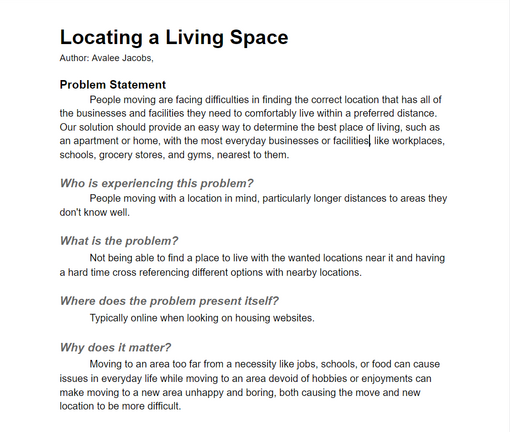 Locating a Living Space
Author: Avalee Jacobs,
Problem Statement
People moving are facing difficulties in finding the correct location that has all of
the businesses and facilities they need to comfortably live within a preferred distance.
Our solution should provide an easy way to determine the best place of living, such as
an apartment or home, with the most everyday businesses or facilities, like workplaces,
schools, grocery stores, and gyms, nearest to them.
Who is experiencing this problem?
People moving with a location in mind, particularly longer distances to areas they
don't know well.
What is the problem?
Not being able to find a place to live with the wanted locations near it and having
a hard time cross referencing different options with nearby locations.
Where does the problem present itself?
Typically online when looking on housing websites.
Why does it matter?
Moving to an area too far from a necessity like jobs, schools, or food can cause
issues in everyday life while moving to an area devoid of hobbies or enjoyments can
make moving to a new area unhappy and boring, both causing the move and new
location to be more difficult.